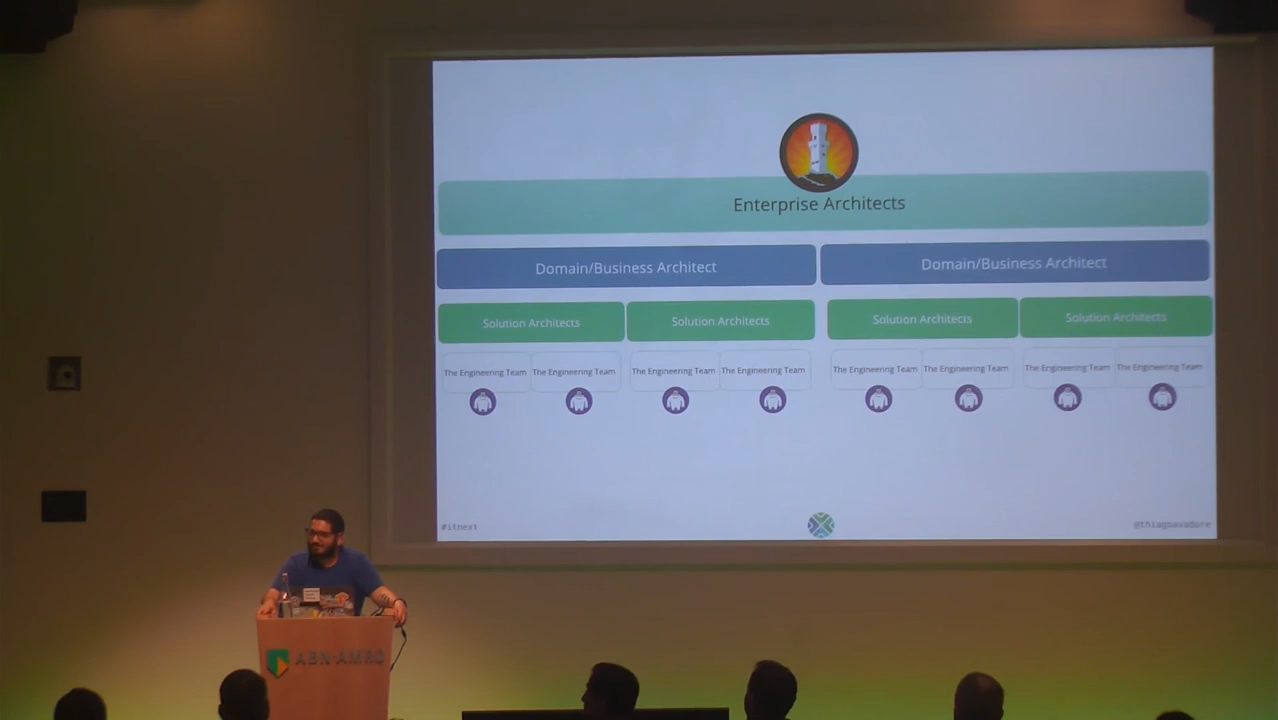 Enterprise Architects
Domain/Business Architect
Domain/Business Architect
Solution Architects
Solution Architects
Solution Architects
Solution Architects
The Engineering Team
The Engineering Team
The Engineering Team
The Engineering Team
The Engineering Team
The Engineering Team
The Engineering Team
The Engineering Team
#itnext
@thiagoavadore
ABN·AMRO